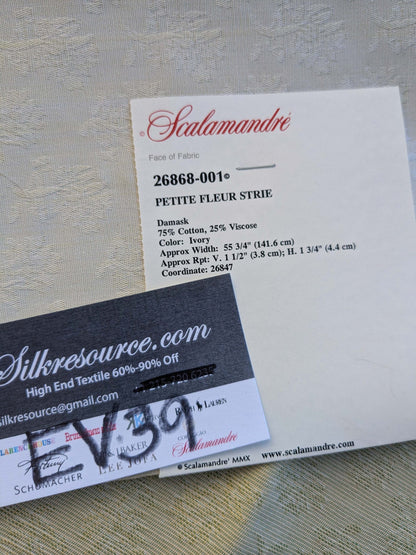 © Scalamandré
Face of Fabric
26868-001©
PETITE FLEUR STRIE
Damask
75% Cotton, 25% Viscose
Color: Ivory
Approx Width: 55 3/4" (141.6 cm)
Approx Rpt: V. 1 1/2" (3.8 cm); H. 1 3/4" (4.4 cm)
Coordinate: 26847
Silkresource.com
High End Textile 60%-90% Off
silkresource@gmail.com
CLARENCE HOUSE
RALPH LAUREN
SCHUMACHER
LEE JOFA
Scalamandré
EV39
www.scalamandre.com
© Scalamandre' MMX